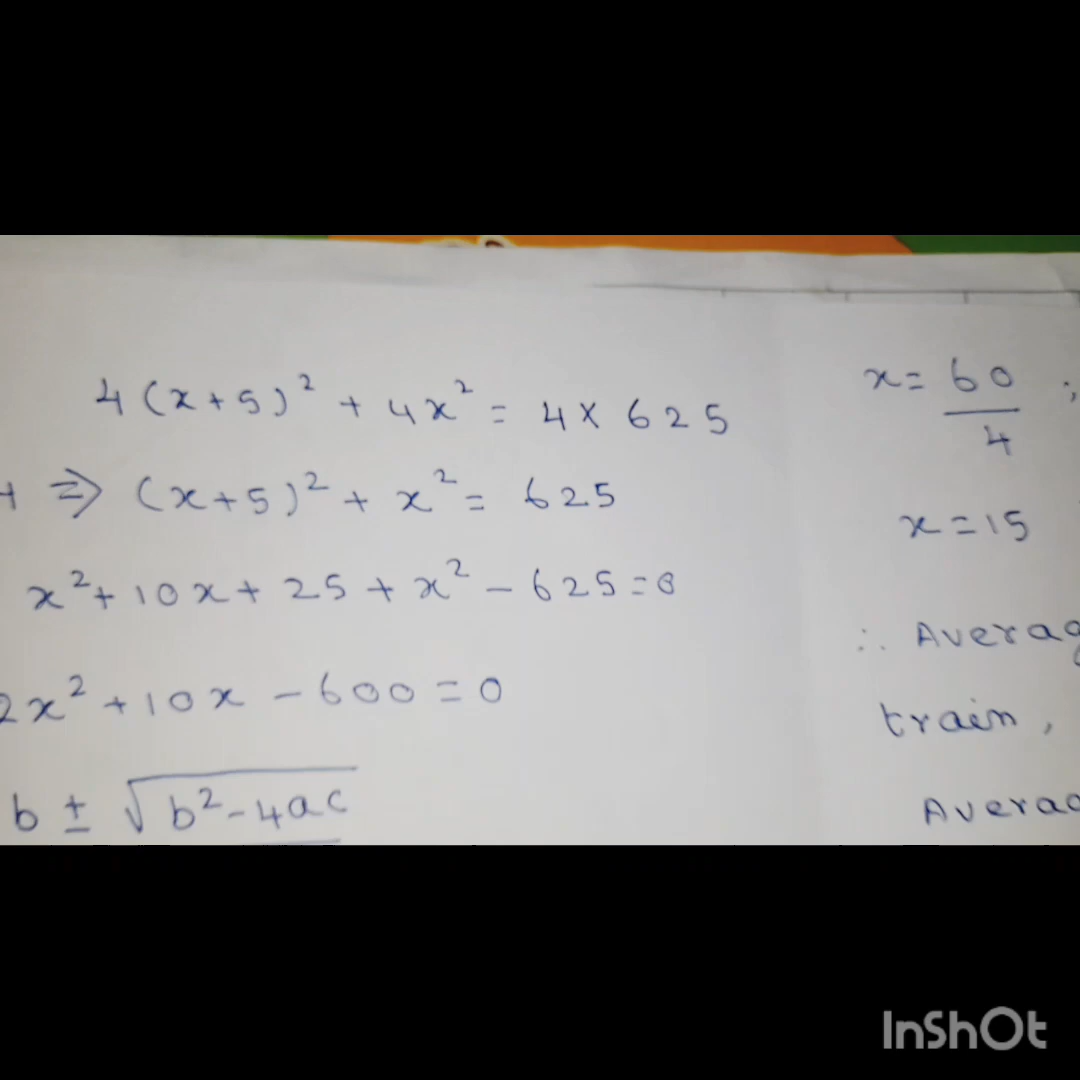 4(x+5)² + 4x² = 4 × 625
⇒ (x+5)² + x² = 625
x² + 10x + 25 + x² - 625 = 0
2x² + 10x - 600 = 0
b ± √b²-4ac
x = 60/4 ;
x = 15
∴ Averag
train,
Averag
InShOt